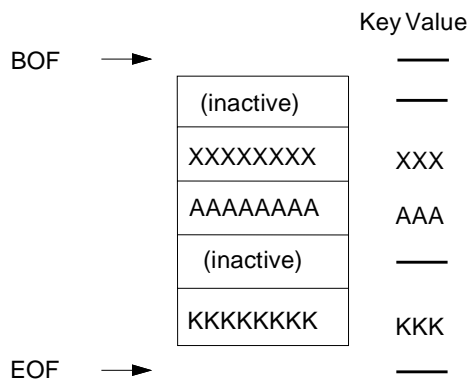 Key Value
BOF
(inactive)
XXXXXXXX XXX
AAAAAAAA AAA
(inactive)
KKKKKKKK KKK
EOF